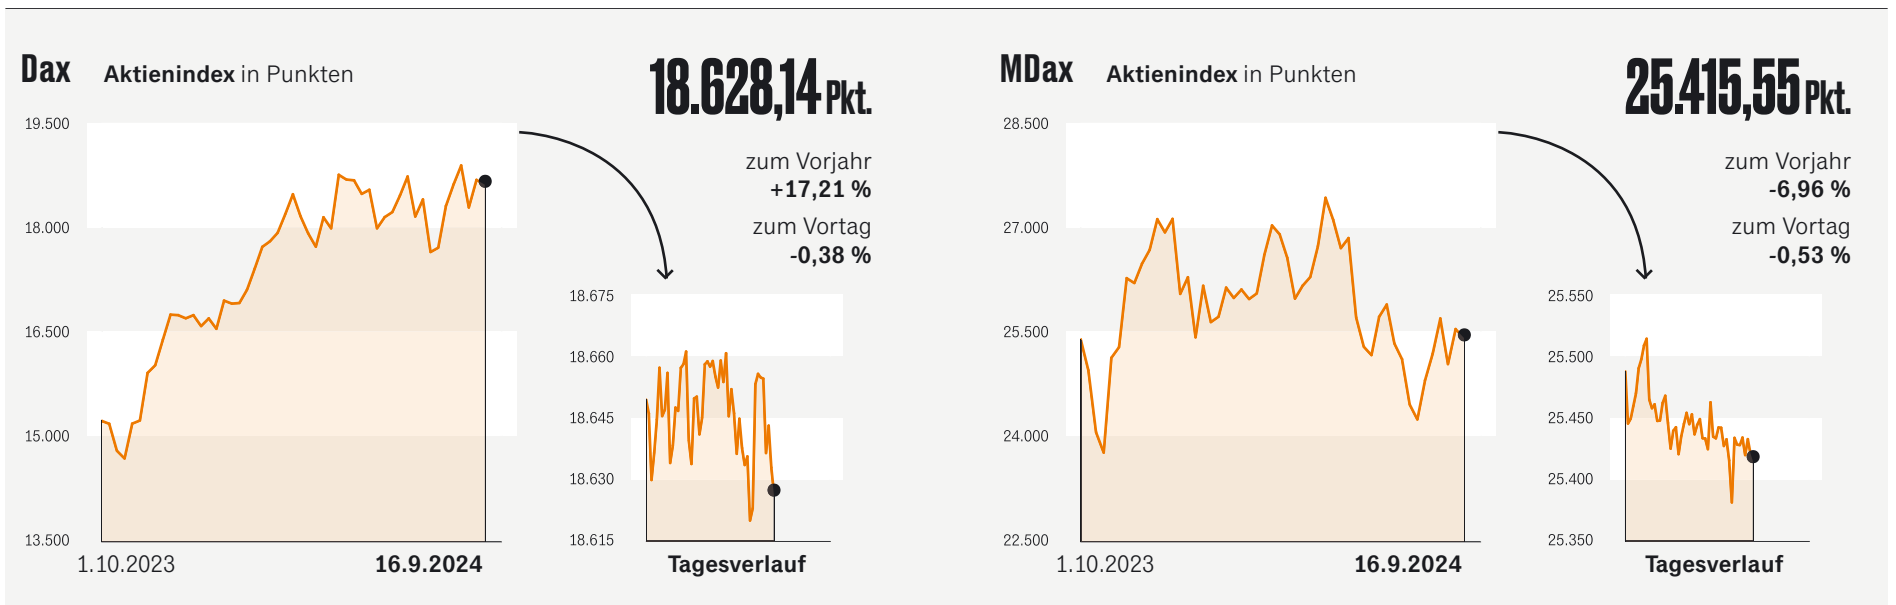 Dax Aktienindex in Punkten
18.628,14 Pkt.
zum Vorjahr
+17,21 %
zum Vortag
-0,38 %
19.500
18.000
16.500
15.000
13.500
1.10.2023 16.9.2024
18.675
18.660
18.645
18.630
18.615
Tagesverlauf
MDax Aktienindex in Punkten
25.415,55 Pkt.
zum Vorjahr
-6,96 %
zum Vortag
-0,53 %
28.500
27.000
25.500
24.000
22.500
1.10.2023 16.9.2024
25.550
25.500
25.450
25.400
25.350
Tagesverlauf